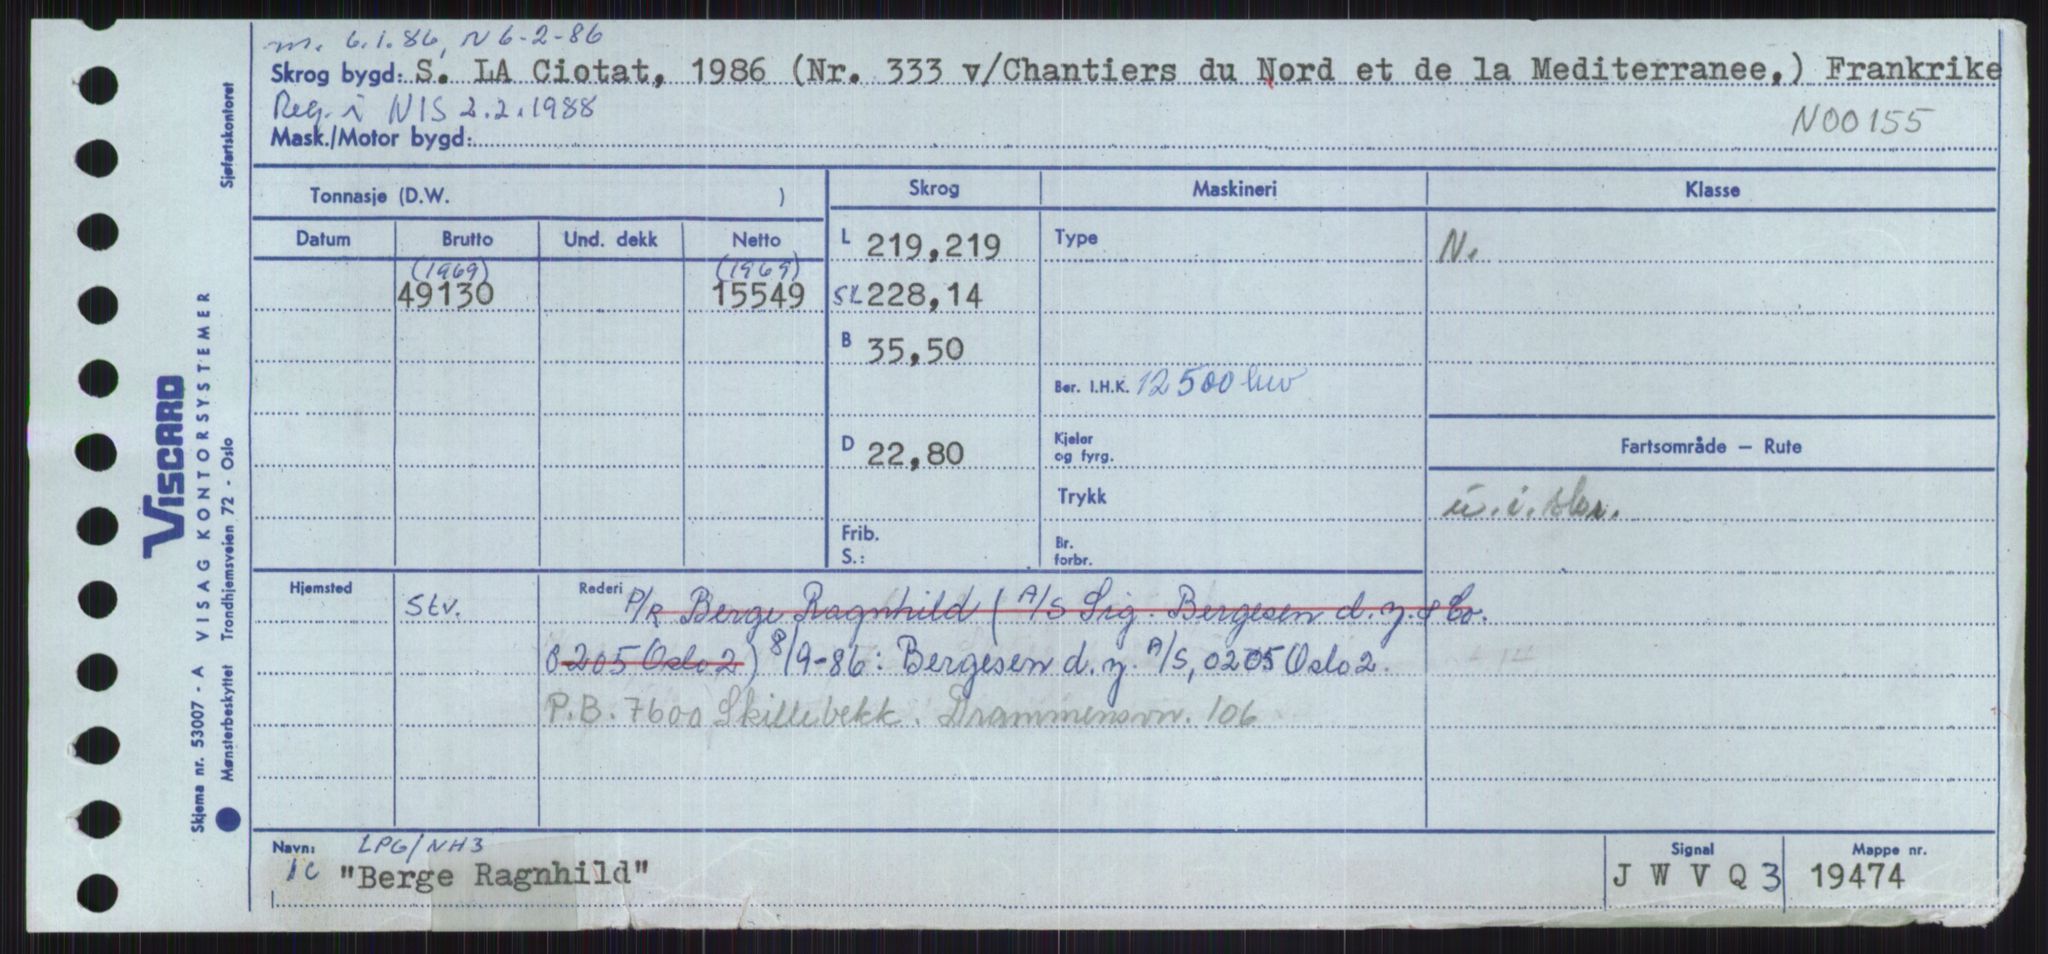 m. 6.1.86, N 6-2-86
Skrog bygd: S. LA Ciotat, 1986 (Nr. 333 v/Chantiers du Nord et de la Mediterranee,) Frankrike
Reg. i NIS 2.2.1988
N00155
Mask./Motor bygd:
Tonnasje (D.W. )
Skrog
Maskineri
Klasse
Datum Brutto Und. dekk Netto
L 219,219
Type
N.
(1969) (1969)
49130 15549
SL 228,14
B 35,50
Ber. I.H.K. 12500 hk
D 22,80
Kjeler
og fyrg.
Fartsområde — Rute
Trykk
u. i. skr.
Frib.
S.:
Br.
forbr.
Hjemsted
Stv.
Rederi P/R Berge Ragnhild (A/S Sig. Bergesen d.y. & Co.
0205 Oslo 2) 8/9-86: Bergesen d.y. A/S, 0205 Oslo 2.
P.B. 7600 Skillebekk. Drammensvn. 106
Navn: LPG/NH3
1c "Berge Ragnhild"
Signal
J W V Q 3
Mappe nr.
19474
Sjøfartskontoret
VISCARD
VISAG KONTORSYSTEMER
Trondhjemsveien 72 - Oslo
Skjema nr. 53007 - A
Mønsterbeskyttet